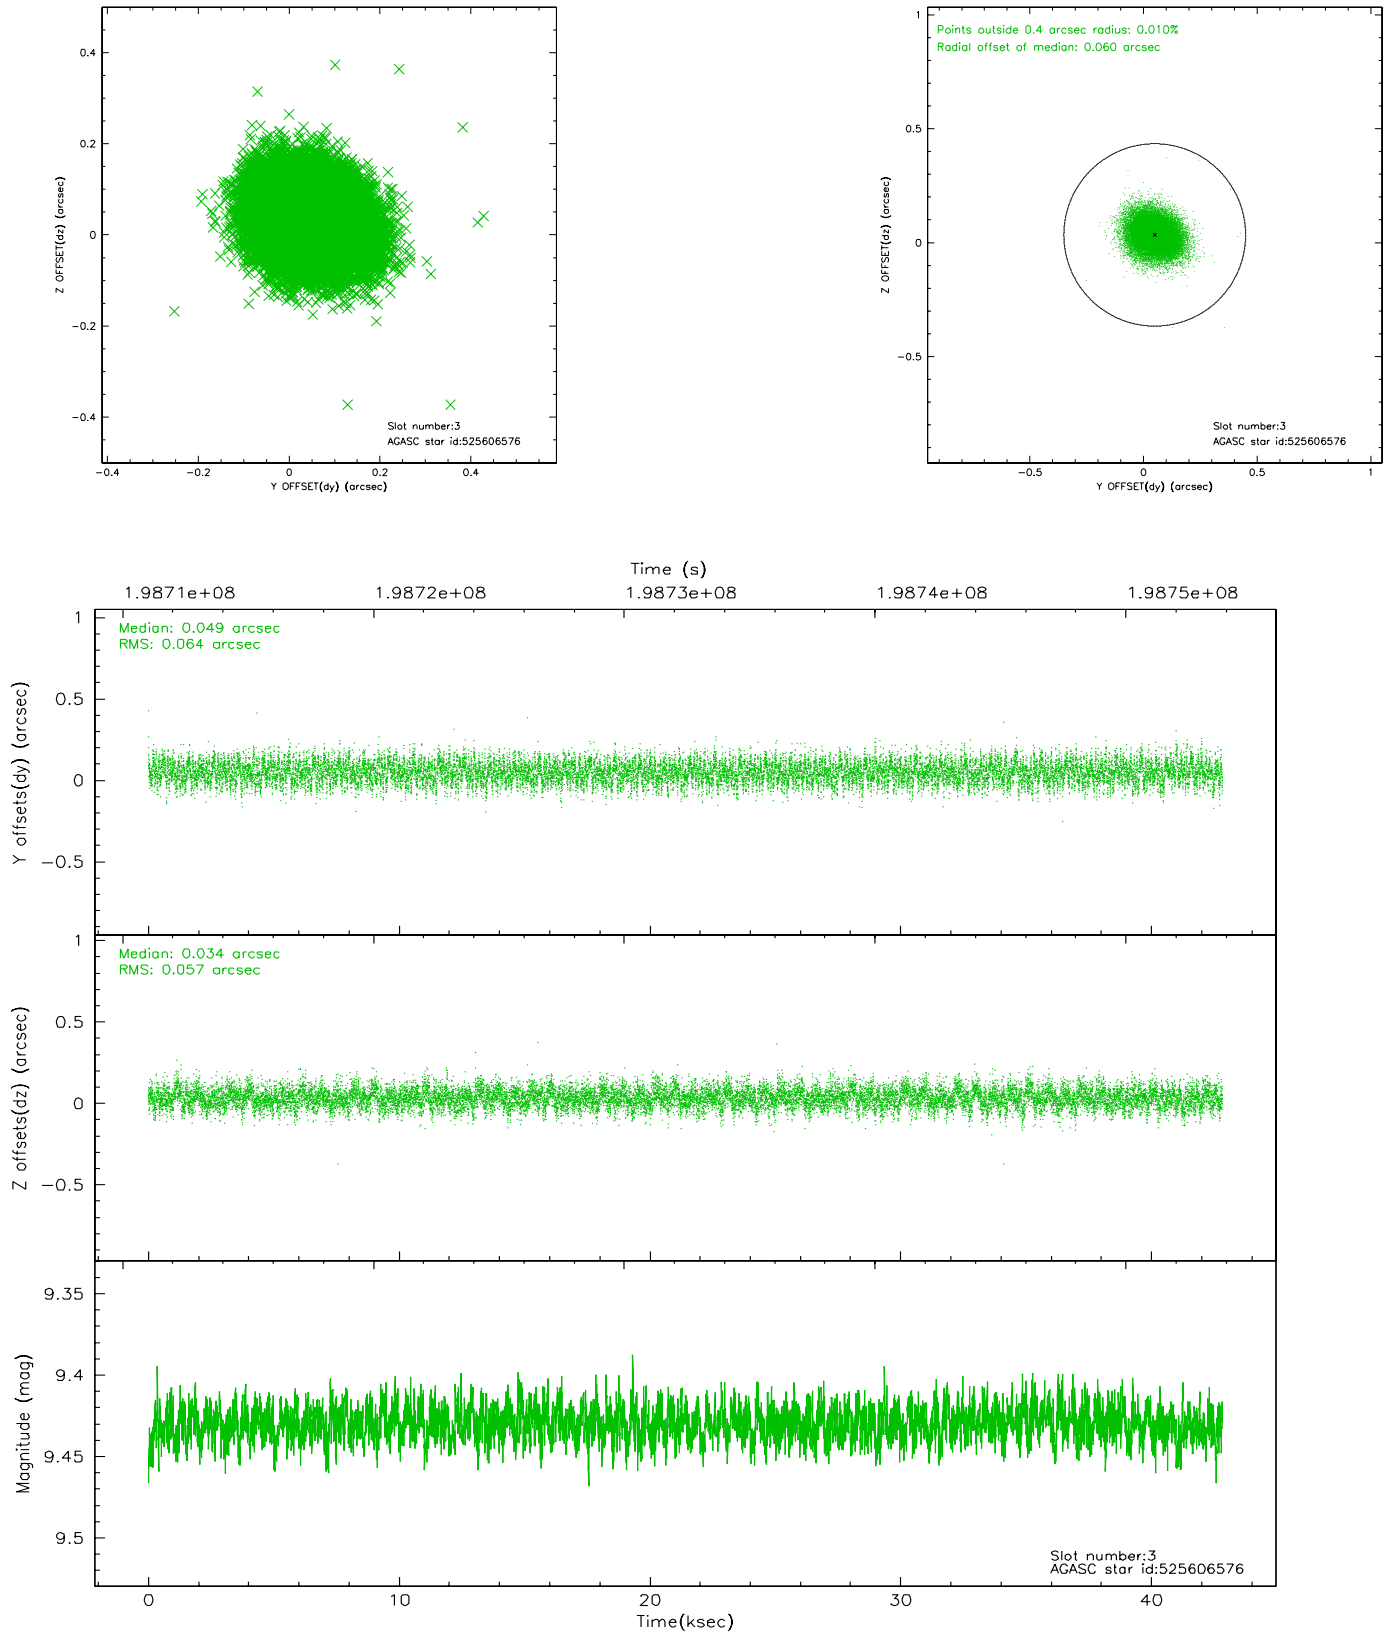 0.4
0.2
0
−0.2
−0.4
Z OFFSET(dz) (arcsec)
−0.4 −0.2 0 0.2 0.4
Y OFFSET(dy) (arcsec)
Slot number:3
AGASC star id:525606576
Points outside 0.4 arcsec radius: 0.010%
Radial offset of median: 0.060 arcsec
1
0.5
0
−0.5
Z OFFSET(dz) (arcsec)
−0.5 0 0.5 1
Y OFFSET(dy) (arcsec)
Slot number:3
AGASC star id:525606576
Time (s)
1.9871e+08 1.9872e+08 1.9873e+08 1.9874e+08 1.9875e+08
Median: 0.049 arcsec
RMS: 0.064 arcsec
1
0.5
0
−0.5
Y offsets(dy) (arcsec)
Median: 0.034 arcsec
RMS: 0.057 arcsec
1
0.5
0
−0.5
Z offsets(dz) (arcsec)
9.35
9.4
9.45
9.5
Magnitude (mag)
Slot number:3
AGASC star id:525606576
0 10 20 30 40
Time(ksec)